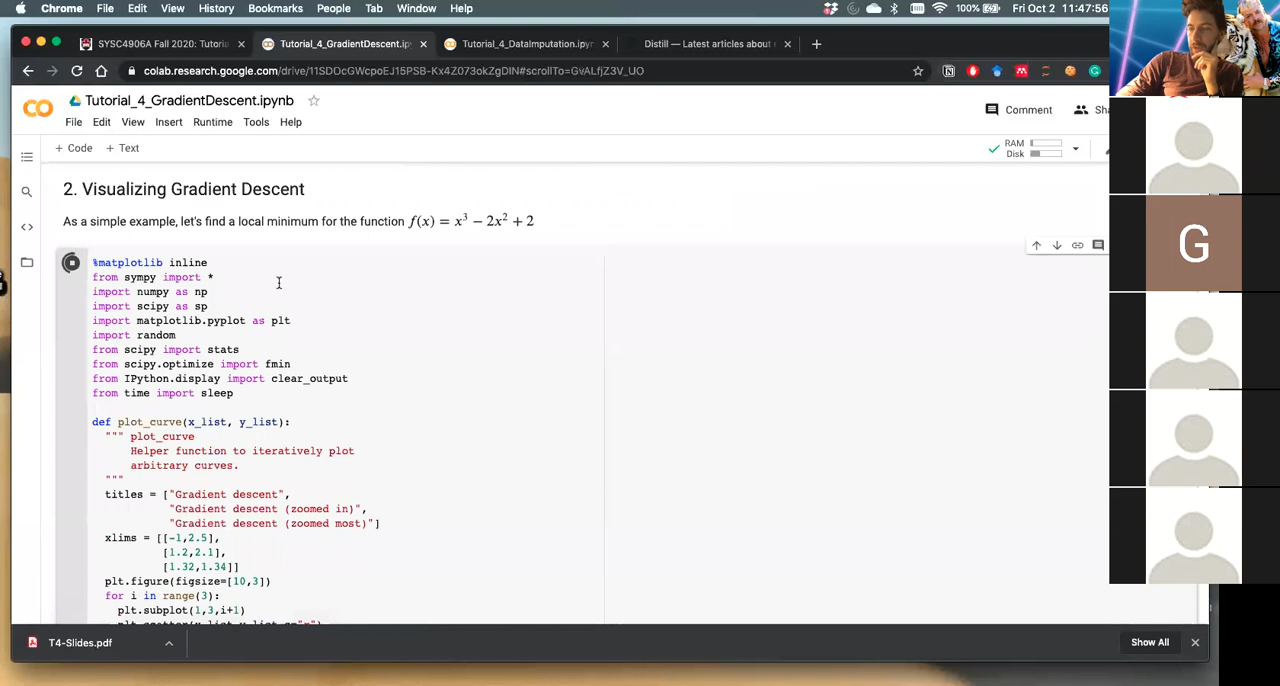 Chrome File Edit View History Bookmarks People Tab Window Help 100% Fri Oct 2 11:47:56
SYSC4906A Fall 2020: Tutoria Tutorial_4_GradientDescent.ip Tutorial_4_DataImputation.ipyn Distill — Latest articles about
colab.research.google.com/drive/11SDOcGWcpoEJ15PSB-Kx4Z073okZgDIN#scrollTo=GvALfjZ3V_UO
Tutorial_4_GradientDescent.ipynb
Comment Sha
File Edit View Insert Runtime Tools Help
+ Code + Text
RAM
Disk
2. Visualizing Gradient Descent
As a simple example, let's find a local minimum for the function f(x) = x³ − 2x² + 2
%matplotlib inline
from sympy import *
import numpy as np
import scipy as sp
import matplotlib.pyplot as plt
import random
from scipy import stats
from scipy.optimize import fmin
from IPython.display import clear_output
from time import sleep
def plot_curve(x_list, y_list):
""" plot_curve
Helper function to iteratively plot
arbitrary curves.
"""
titles = ["Gradient descent",
"Gradient descent (zoomed in)",
"Gradient descent (zoomed most)"]
xlims = [[-1,2.5],
[1.2,2.1],
[1.32,1.34]]
plt.figure(figsize=[10,3])
for i in range(3):
plt.subplot(1,3,i+1)
G
T4-Slides.pdf
Show All